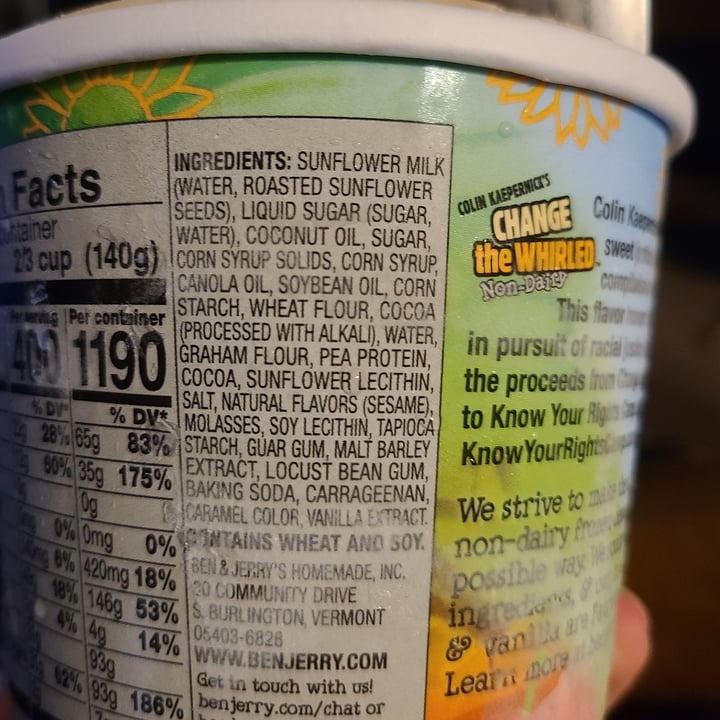 Facts
container
2/3 cup (140g)
Per serving Per container
400 1190
% DV* % DV*
28% 65g 83%
60% 35g 175%
0g
0% 0mg 0%
6% 420mg 18%
18% 146g 53%
4% 4g 14%
93g
62% 93g 186%
INGREDIENTS: SUNFLOWER MILK
(WATER, ROASTED SUNFLOWER
SEEDS), LIQUID SUGAR (SUGAR,
WATER), COCONUT OIL, SUGAR,
CORN SYRUP SOLIDS, CORN SYRUP,
CANOLA OIL, SOYBEAN OIL, CORN
STARCH, WHEAT FLOUR, COCOA
(PROCESSED WITH ALKALI), WATER,
GRAHAM FLOUR, PEA PROTEIN,
COCOA, SUNFLOWER LECITHIN,
SALT, NATURAL FLAVORS (SESAME),
MOLASSES, SOY LECITHIN, TAPIOCA
STARCH, GUAR GUM, MALT BARLEY
EXTRACT, LOCUST BEAN GUM,
BAKING SODA, CARRAGEENAN,
CARAMEL COLOR, VANILLA EXTRACT.
CONTAINS WHEAT AND SOY.
BEN & JERRY'S HOMEMADE, INC.
30 COMMUNITY DRIVE
S. BURLINGTON, VERMONT
05403-6828
WWW.BENJERRY.COM
Get in touch with us!
benjerry.com/chat or
COLIN KAEPERNICK'S
CHANGE
the WHIRLED
Non-Dairy
Colin
sweet
This flavor
in pursuit of racial
the proceeds from
to Know Your Rights
We strive to
non-dairy
possible way. We
ingredients,
& vanilla are
Learn more